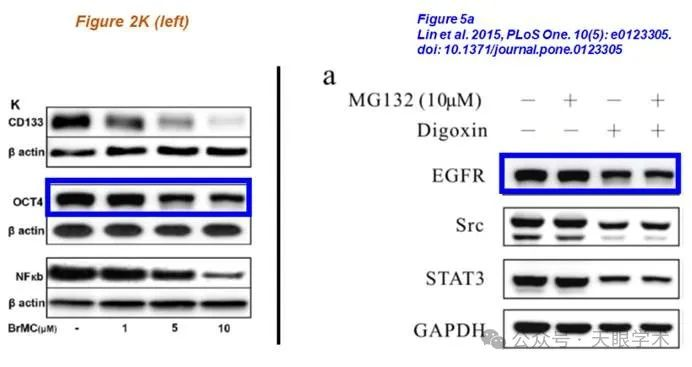 Figure 2K (left)
Figure 5a
Lin et al. 2015, PLoS One. 10(5): e0123305.
doi: 10.1371/journal.pone.0123305
K
CD133
β actin
OCT4
β actin
NFκb
β actin
BrMC(μM) - 1 5 10
a
MG132 (10μM) — + — +
Digoxin — — + +
EGFR
Src
STAT3
GAPDH
公众号 · 天眼学术